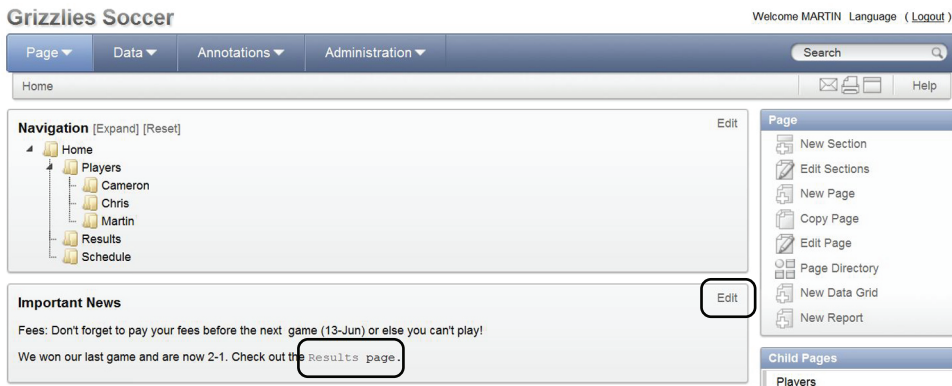 Grizzlies Soccer
Welcome MARTIN Language ( Logout )
Page Data Annotations Administration Search
Home Help
Navigation [Expand] [Reset] Edit
Home
Players
Cameron
Chris
Martin
Results
Schedule
Important News Edit
Fees: Don't forget to pay your fees before the next game (13-Jun) or else you can't play!
We won our last game and are now 2-1. Check out the Results page.
Page
New Section
Edit Sections
New Page
Copy Page
Edit Page
Page Directory
New Data Grid
New Report
Child Pages
Players